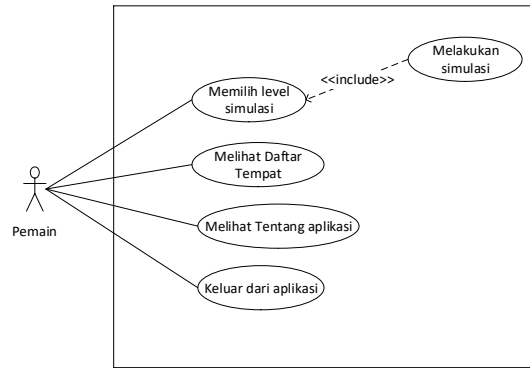 Melakukan
simulasi
<<include>>
Memilih level
simulasi
Melihat Daftar
Tempat
Pemain
Melihat Tentang aplikasi
Keluar dari aplikasi